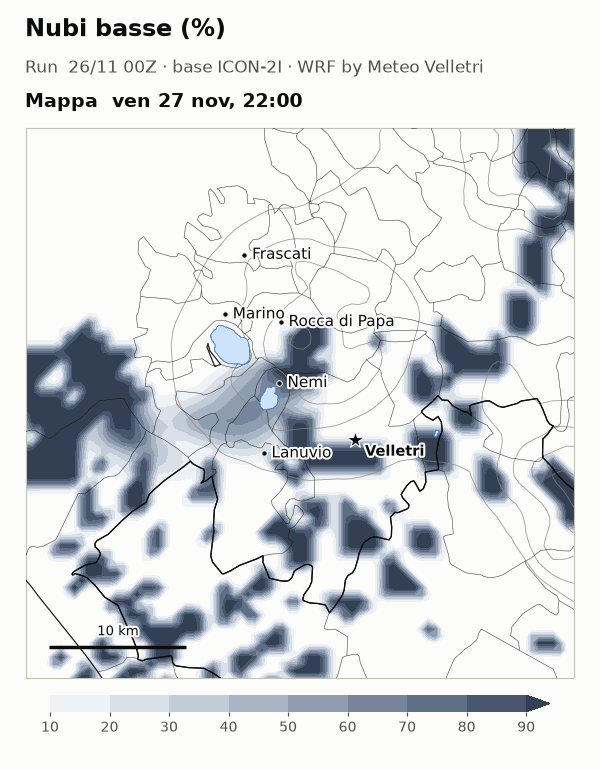 Nubi basse (%)
Run  26/11 00Z · base ICON-2I · WRF by Meteo Velletri
Mappa  ven 27 nov, 22:00
Frascati
Marino
Rocca di Papa
Nemi
Velletri
Lanuvio
10 km
10 20 30 40 50 60 70 80 90